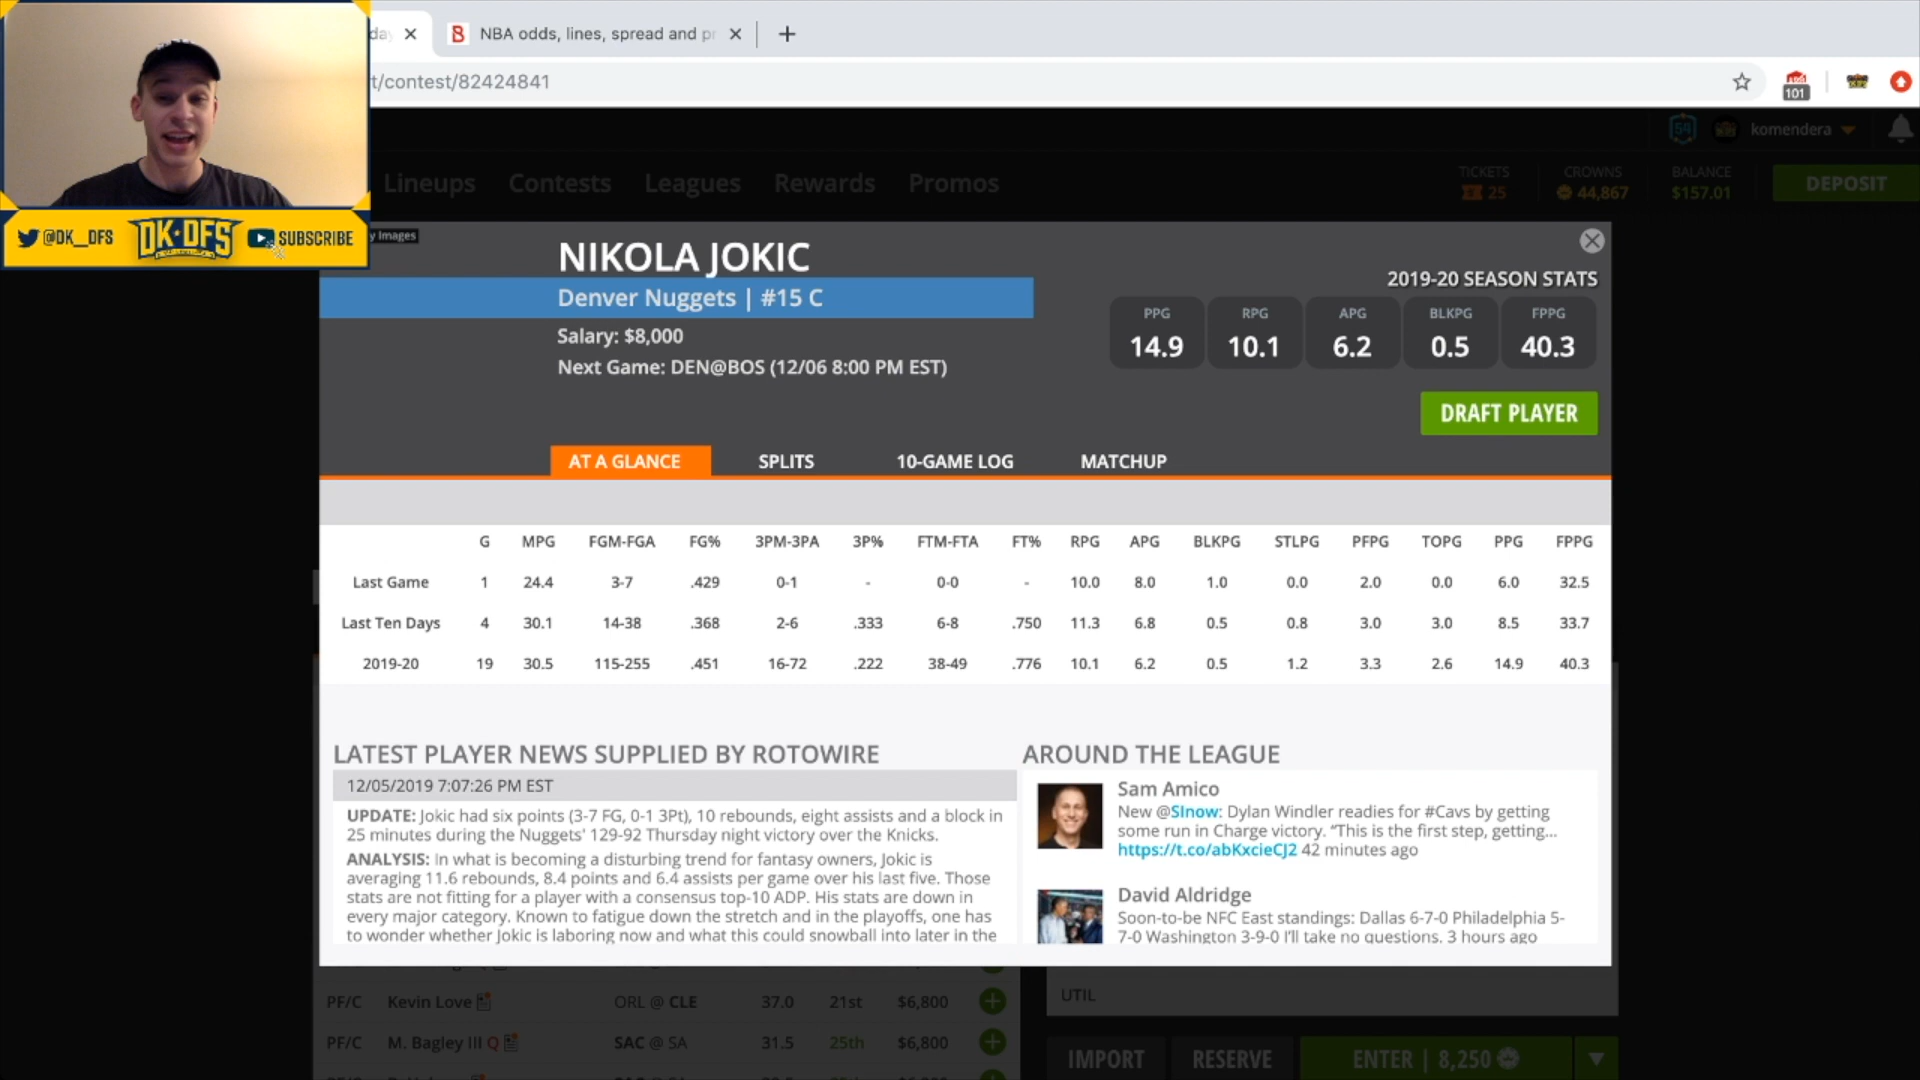 NBA odds, lines, spread and pr
t/contest/82424841
101
54
komendera
Lineups
Contests
Leagues
Rewards
Promos
TICKETS
25
CROWNS
44,867
BALANCE
$157.01
DEPOSIT
@DK__DFS
DK★DFS
SUBSCRIBE
y Images
NIKOLA JOKIC
Denver Nuggets | #15 C
Salary: $8,000
Next Game: DEN@BOS (12/06 8:00 PM EST)
2019-20 SEASON STATS
PPG RPG APG BLKPG FPPG
14.9 10.1 6.2 0.5 40.3
DRAFT PLAYER
AT A GLANCE SPLITS 10-GAME LOG MATCHUP
G MPG FGM-FGA FG% 3PM-3PA 3P% FTM-FTA FT% RPG APG BLKPG STLPG PFPG TOPG PPG FPPG
Last Game 1 24.4 3-7 .429 0-1 - 0-0 - 10.0 8.0 1.0 0.0 2.0 0.0 6.0 32.5
Last Ten Days 4 30.1 14-38 .368 2-6 .333 6-8 .750 11.3 6.8 0.5 0.8 3.0 3.0 8.5 33.7
2019-20 19 30.5 115-255 .451 16-72 .222 38-49 .776 10.1 6.2 0.5 1.2 3.3 2.6 14.9 40.3
LATEST PLAYER NEWS SUPPLIED BY ROTOWIRE
12/05/2019 7:07:26 PM EST
UPDATE: Jokic had six points (3-7 FG, 0-1 3Pt), 10 rebounds, eight assists and a block in
25 minutes during the Nuggets' 129-92 Thursday night victory over the Knicks.
ANALYSIS: In what is becoming a disturbing trend for fantasy owners, Jokic is
averaging 11.6 rebounds, 8.4 points and 6.4 assists per game over his last five. Those
stats are not fitting for a player with a consensus top-10 ADP. His stats are down in
every major category. Known to fatigue down the stretch and in the playoffs, one has
to wonder whether Jokic is laboring now and what this could snowball into later in the
AROUND THE LEAGUE
Sam Amico
New @SInow: Dylan Windler readies for #Cavs by getting
some run in Charge victory. “This is the first step, getting...
https://t.co/abKxcieCJ2 42 minutes ago
David Aldridge
Soon-to-be NFC East standings: Dallas 6-7-0 Philadelphia 5-
7-0 Washington 3-9-0 I'll take no questions. 3 hours ago
PF/C Kevin Love ORL @ CLE 37.0 21st $6,800
PF/C M. Bagley III Q SAC @ SA 31.5 25th $6,800
UTIL
IMPORT
RESERVE
ENTER | 8,250